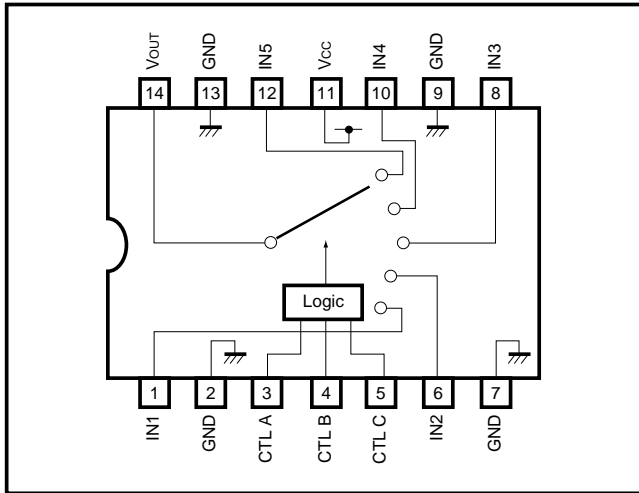 VOUT GND IN5 VCC IN4 GND IN3
14 13 12 11 10 9 8
Logic
1 2 3 4 5 6 7
IN1 GND CTL A CTL B CTL C IN2 GND